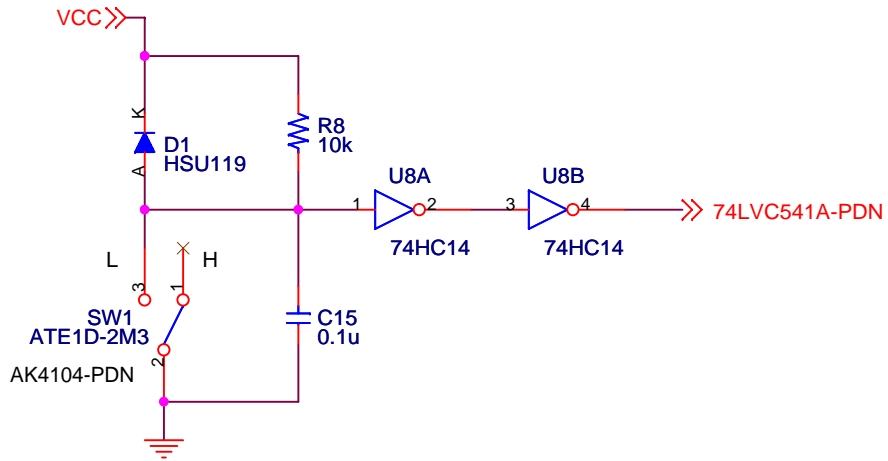 VCC
K
D1
HSU119
A
R8
10k
U8A
U8B
1
2
3
4
74LVC541A-PDN
74HC14
74HC14
L
H
3
1
SW1
ATE1D-2M3
C15
0.1u
2
AK4104-PDN